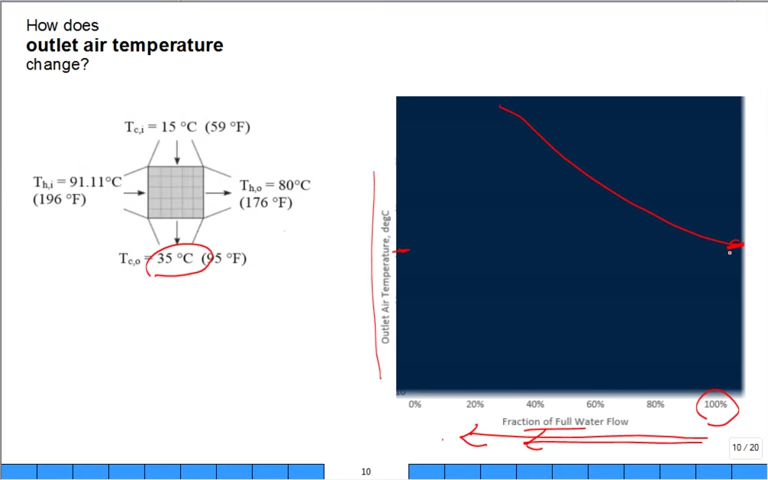 How does
outlet air temperature
change?
Tc,i = 15 °C (59 °F)
Th,i = 91.11°C
(196 °F)
Th,o = 80°C
(176 °F)
Tc,o = 35 °C (95 °F)
Outlet Air Temperature, degC
0% 20% 40% 60% 80% 100%
Fraction of Full Water Flow
10 / 20
10